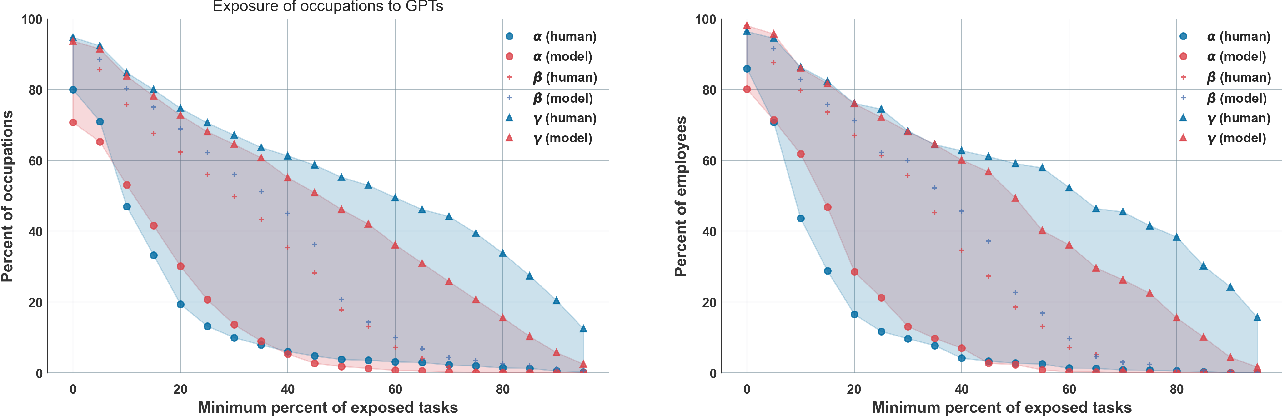 Exposure of occupations to GPTs
100
80
60
40
20
0
Percent of occupations
0 20 40 60 80
Minimum percent of exposed tasks
α (human)
α (model)
β (human)
β (model)
γ (human)
γ (model)
100
80
60
40
20
0
Percent of employees
0 20 40 60 80
Minimum percent of exposed tasks
α (human)
α (model)
β (human)
β (model)
γ (human)
γ (model)